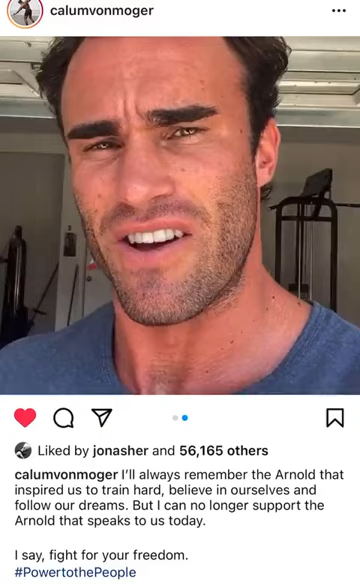 calumvonmoger
Liked by jonasher and 56,165 others
calumvonmoger I'll always remember the Arnold that
inspired us to train hard, believe in ourselves and
follow our dreams. But I can no longer support the
Arnold that speaks to us today.
I say, fight for your freedom.
#PowertothePeople